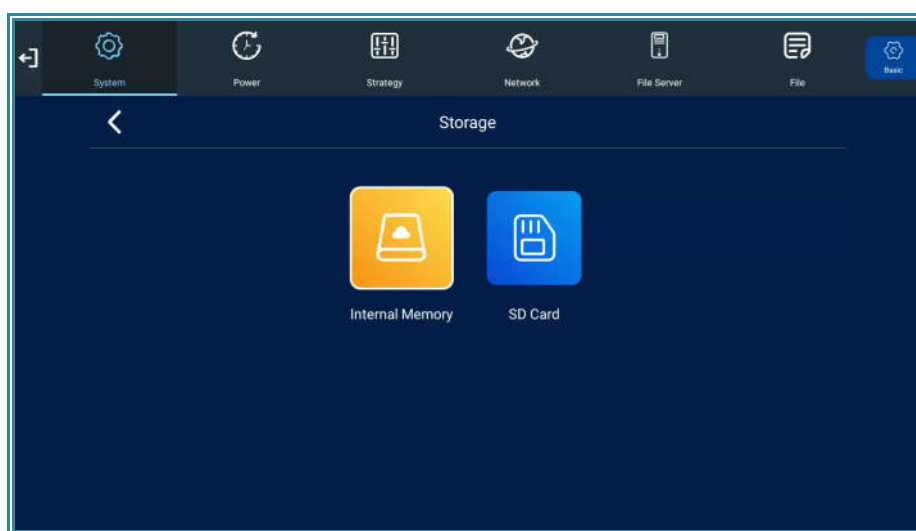 System
Power
Strategy
Network
File Server
File
Basic
Storage
Internal Memory
SD Card